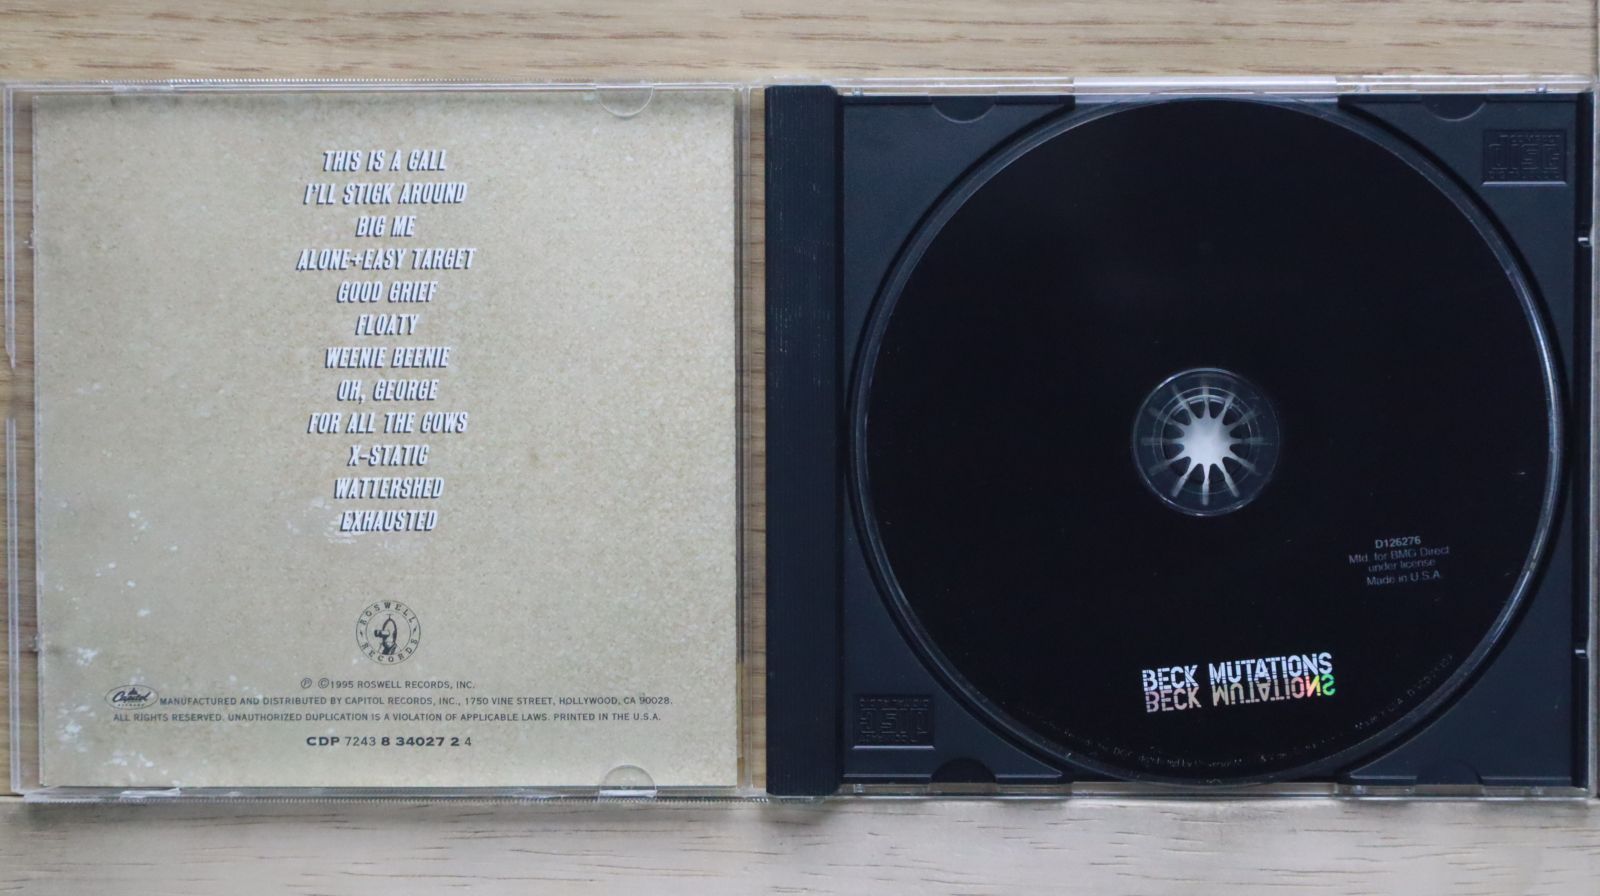 THIS IS A CALL
I'LL STICK AROUND
BIG ME
ALONE+EASY TARGET
GOOD GRIEF
FLOATY
WEENIE BEENIE
OH, GEORGE
FOR ALL THE COWS
X-STATIC
WATTERSHED
EXHAUSTED
ROSWELL RECORDS
℗ ©1995 ROSWELL RECORDS, INC.
Capitol MANUFACTURED AND DISTRIBUTED BY CAPITOL RECORDS, INC., 1750 VINE STREET, HOLLYWOOD, CA 90028.
ALL RIGHTS RESERVED. UNAUTHORIZED DUPLICATION IS A VIOLATION OF APPLICABLE LAWS. PRINTED IN THE U.S.A.
CDP 7243 8 34027 2 4
D126276
Mfd. for BMG Direct
under license
Made in U.S.A.
BECK MUTATIONS
BECK MUTATIONS